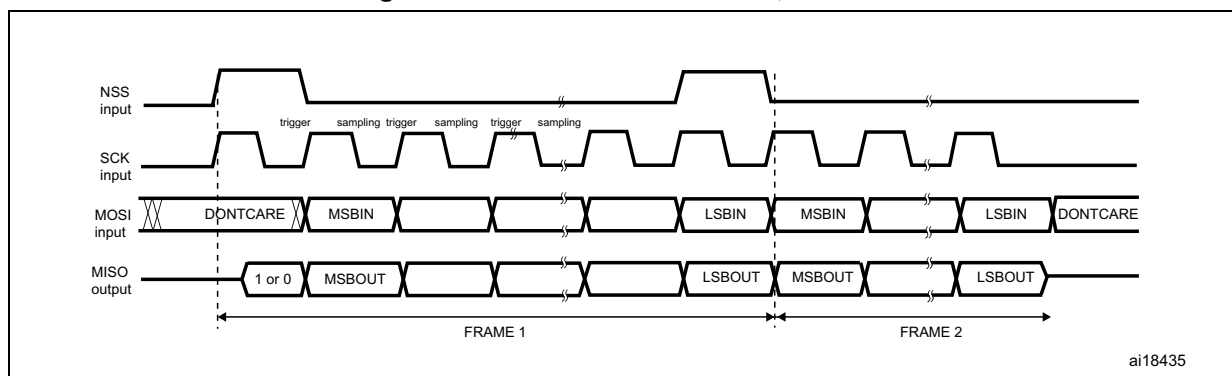 NSS
input
trigger sampling trigger sampling trigger sampling
SCK
input
MOSI
input
DONTCARE MSBIN LSBIN MSBIN LSBIN DONTCARE
MISO
output
1 or 0 MSBOUT LSBOUT MSBOUT LSBOUT
FRAME 1 FRAME 2
ai18435